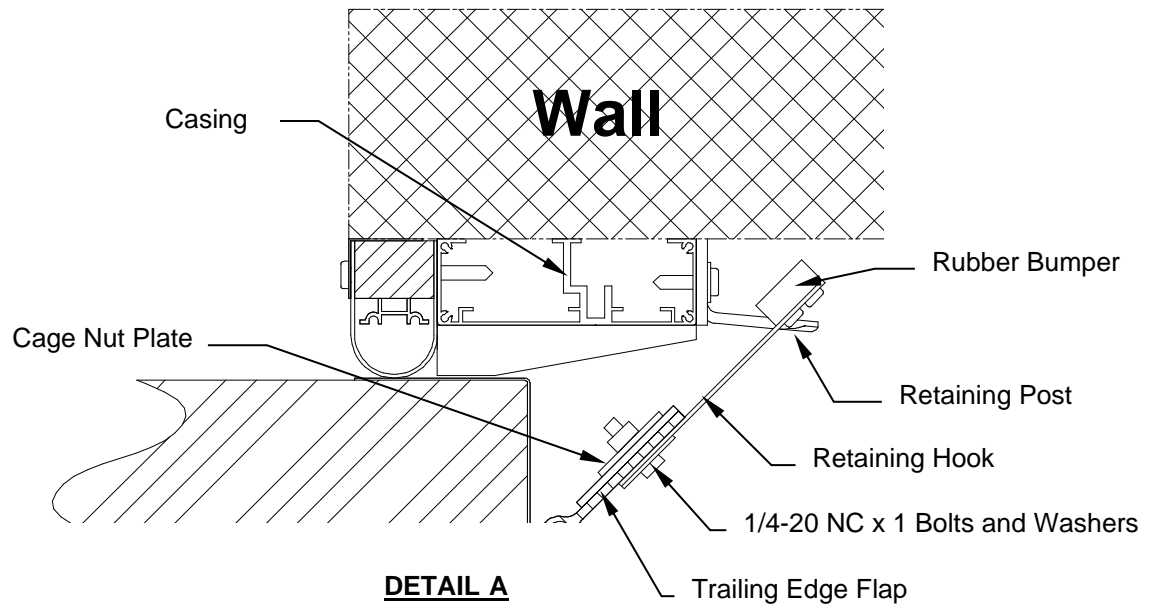 Wall
Casing
Rubber Bumper
Cage Nut Plate
Retaining Post
Retaining Hook
1/4-20 NC x 1 Bolts and Washers
DETAIL A
Trailing Edge Flap